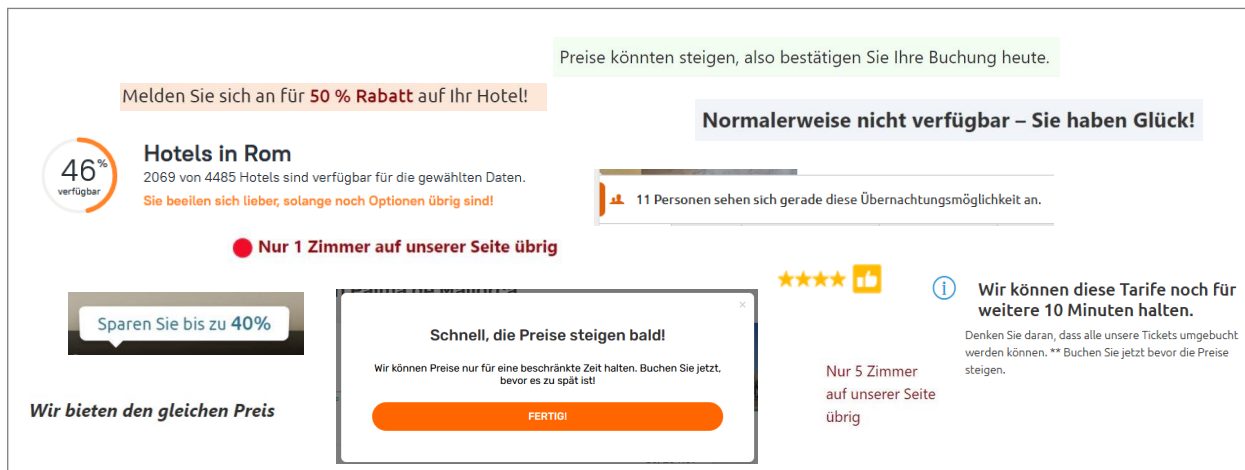 Preise könnten steigen, also bestätigen Sie Ihre Buchung heute.
Melden Sie sich an für 50 % Rabatt auf Ihr Hotel!
Normalerweise nicht verfügbar – Sie haben Glück!
46%
verfügbar
Hotels in Rom
2069 von 4485 Hotels sind verfügbar für die gewählten Daten.
Sie beeilen sich lieber, solange noch Optionen übrig sind!
11 Personen sehen sich gerade diese Übernachtungsmöglichkeit an.
Nur 1 Zimmer auf unserer Seite übrig
Sparen Sie bis zu 40%
Schnell, die Preise steigen bald!
Wir können Preise nur für eine beschränkte Zeit halten. Buchen Sie jetzt,
bevor es zu spät ist!
FERTIG!
Wir können diese Tarife noch für
weitere 10 Minuten halten.
Denken Sie daran, dass alle unsere Tickets umgebucht
werden können. ** Buchen Sie jetzt bevor die Preise
steigen.
Nur 5 Zimmer
auf unserer Seite
übrig
Wir bieten den gleichen Preis